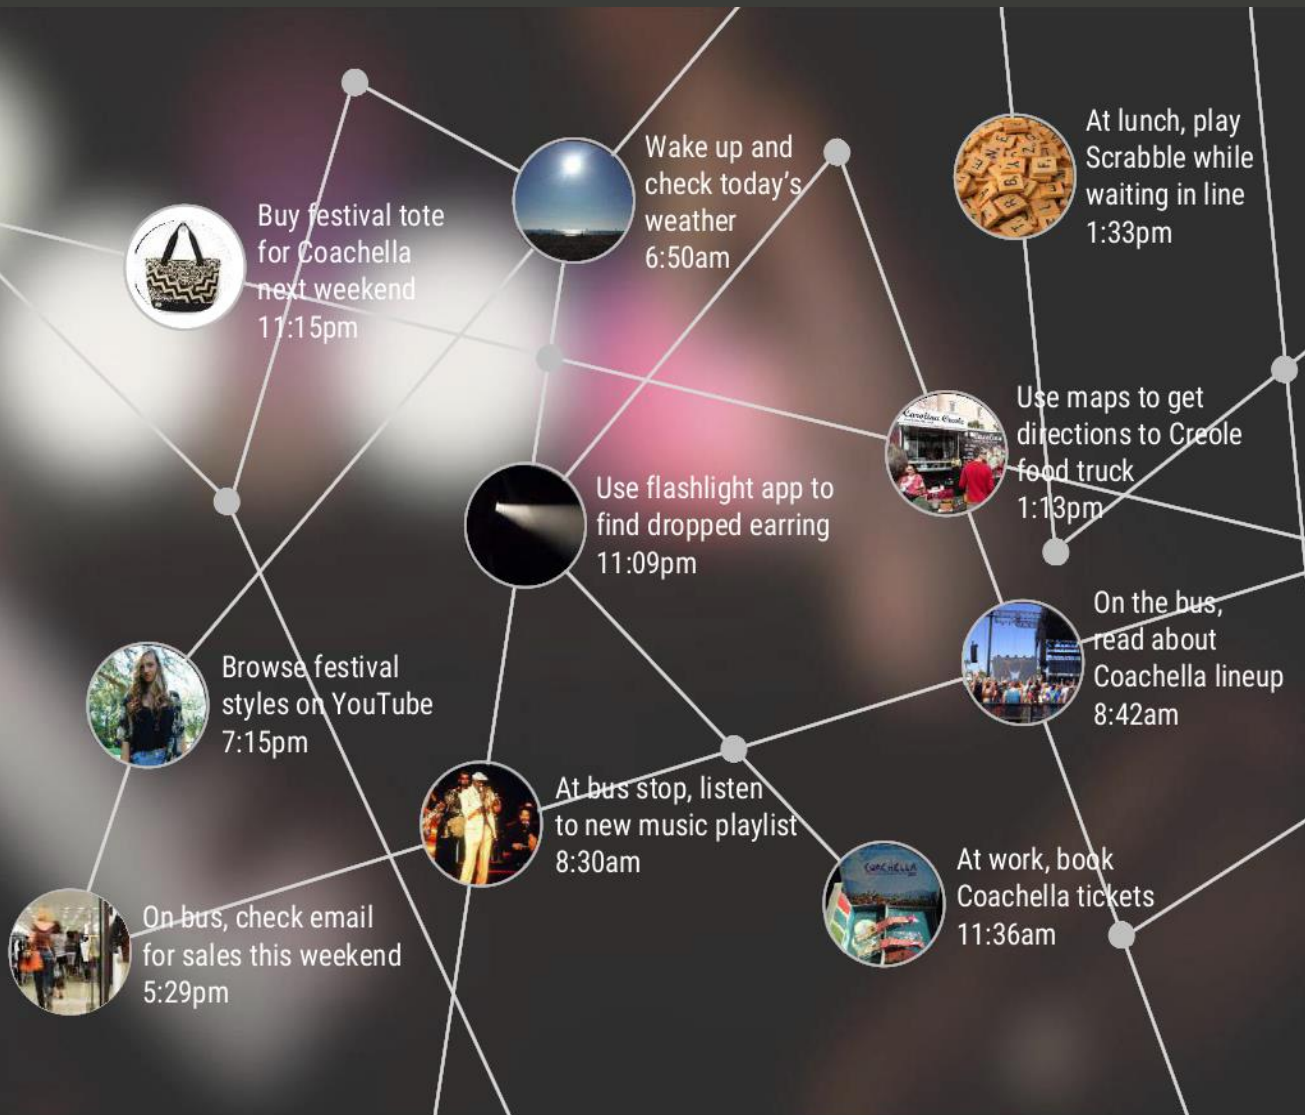 Wake up and
check today's
weather
6:50am
At lunch, play
Scrabble while
waiting in line
1:33pm
Buy festival tote
for Coachella
next weekend
11:15pm
Use maps to get
directions to Creole
food truck
1:13pm
Carolina Creole
Use flashlight app to
find dropped earring
11:09pm
On the bus,
read about
Coachella lineup
8:42am
Browse festival
styles on YouTube
7:15pm
At bus stop, listen
to new music playlist
8:30am
At work, book
Coachella tickets
11:36am
COACHELLA
On bus, check email
for sales this weekend
5:29pm